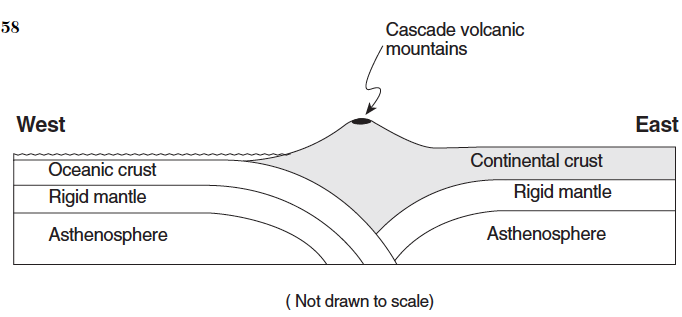 58
Cascade volcanic
mountains
West
East
Oceanic crust
Continental crust
Rigid mantle
Rigid mantle
Asthenosphere
Asthenosphere
( Not drawn to scale)